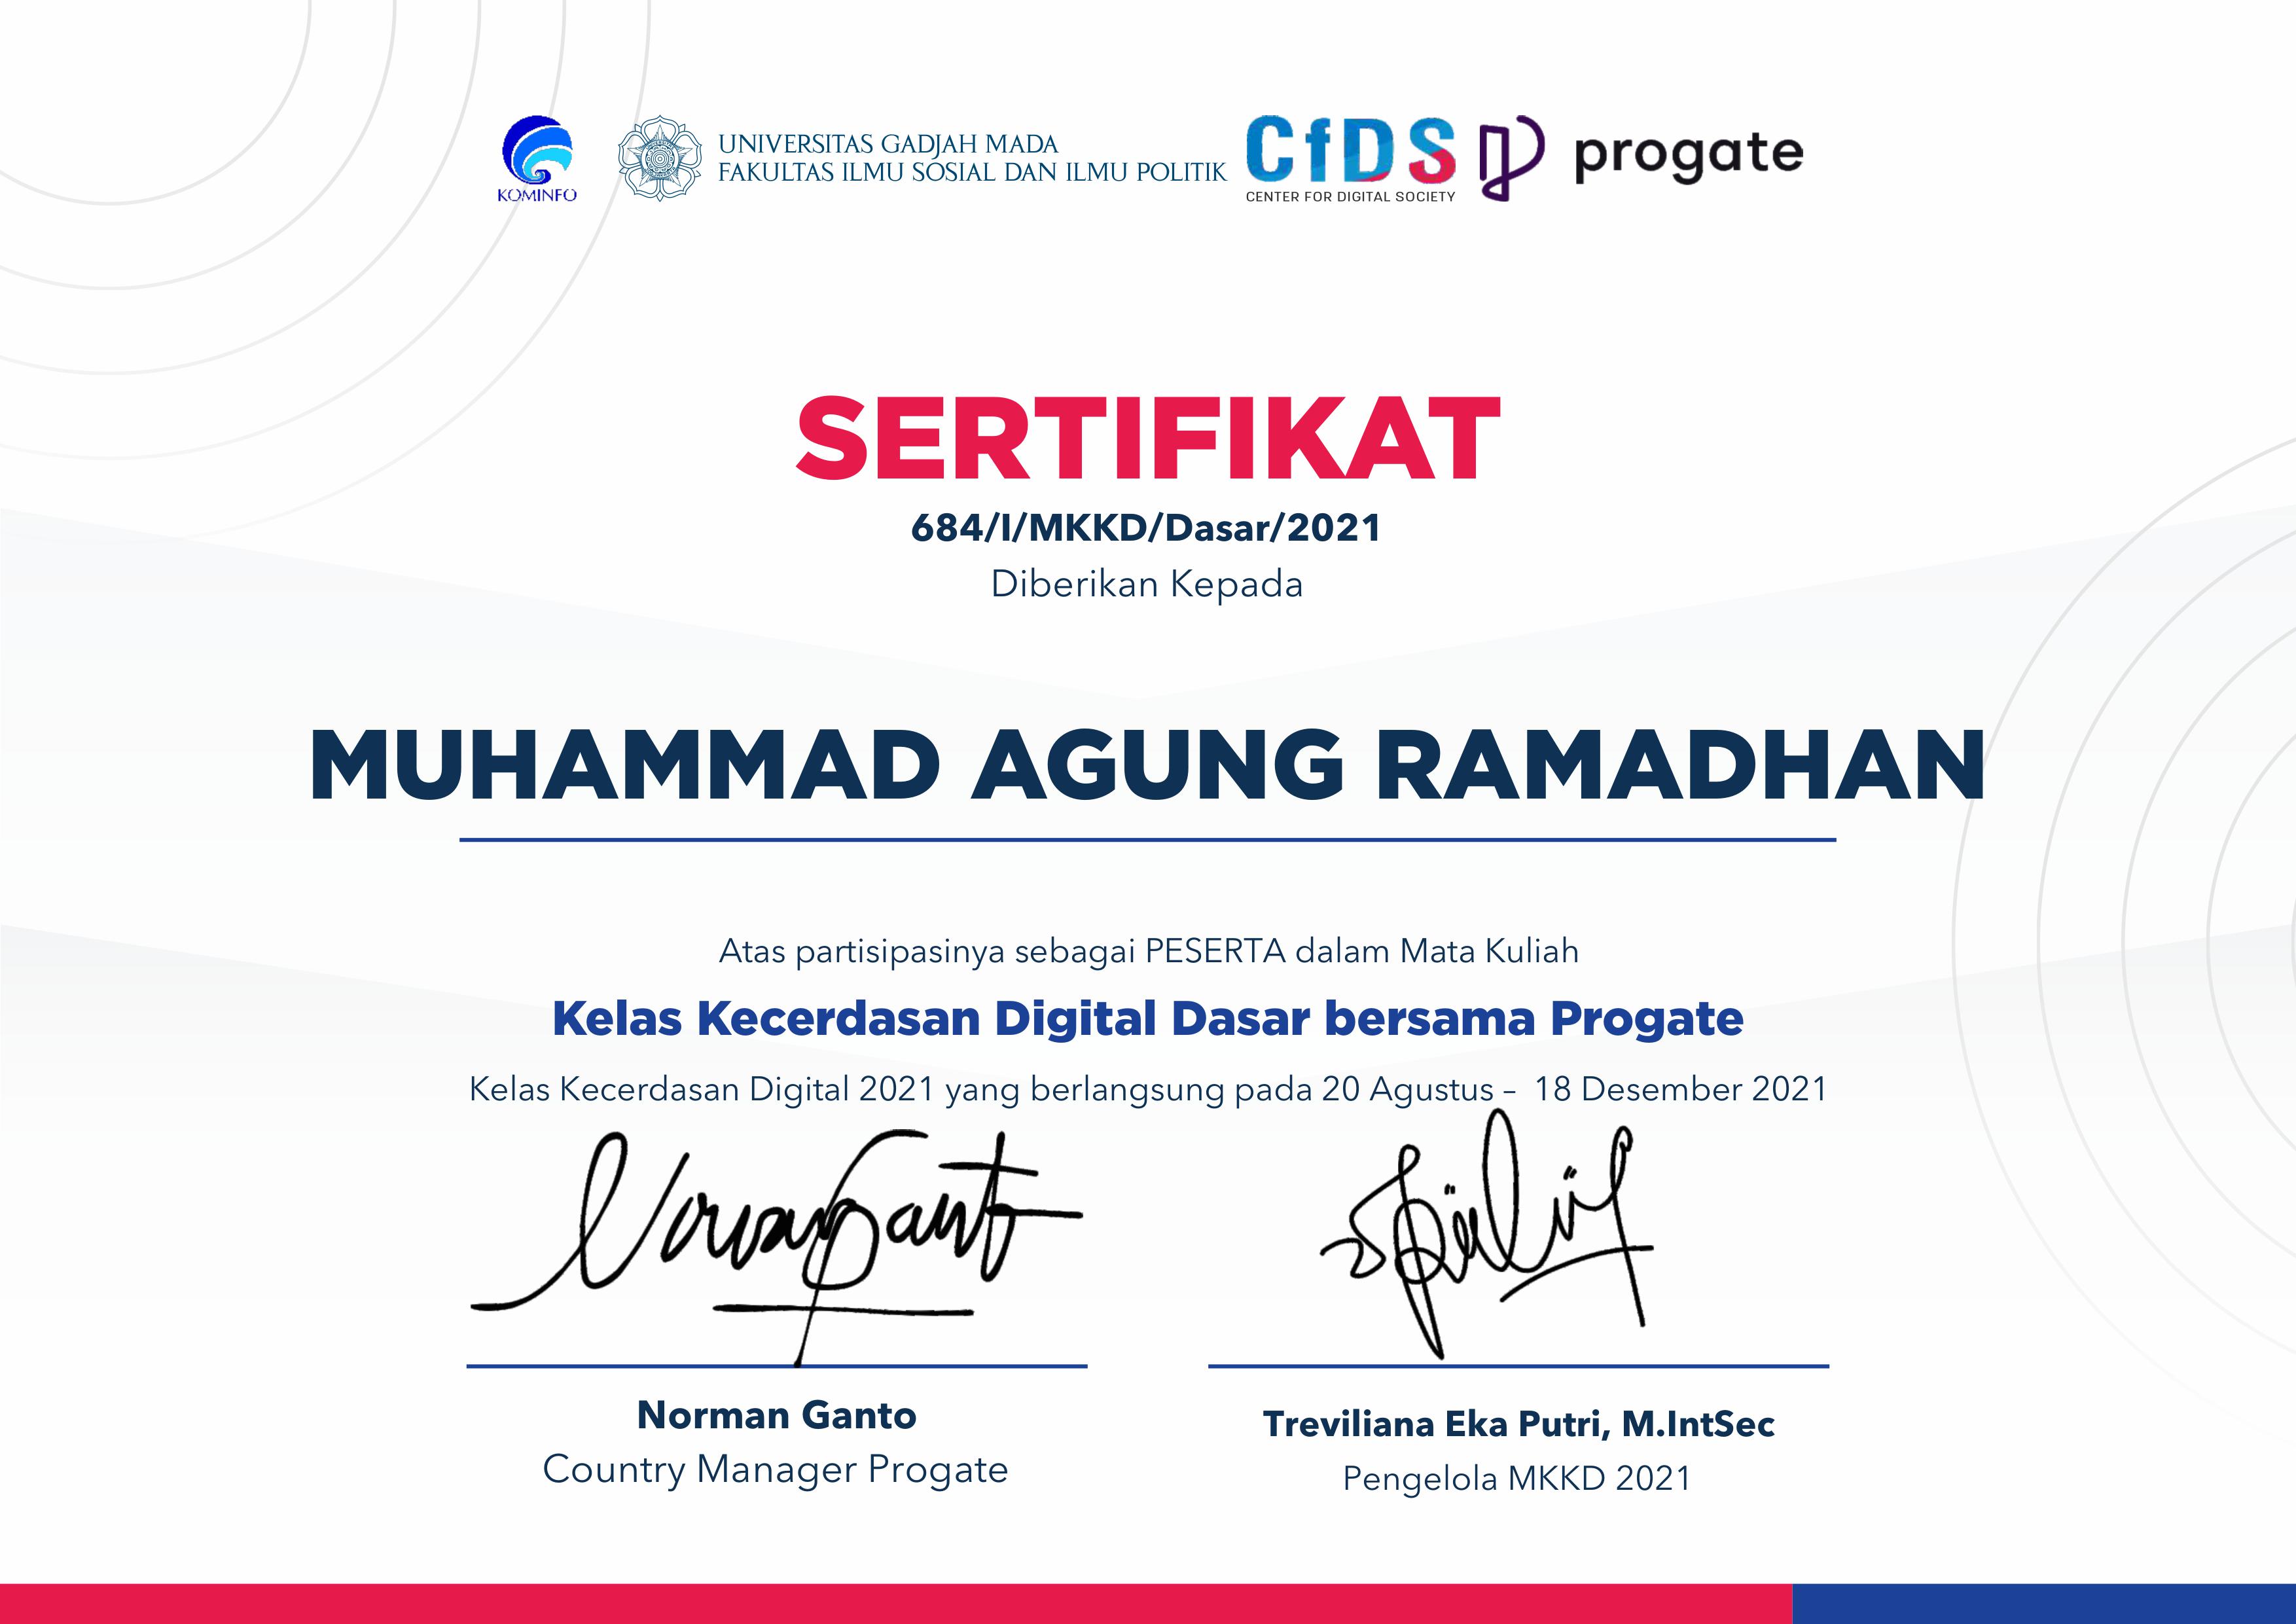 KOMINFO
UNIVERSITAS GADJAH MADA
FAKULTAS ILMU SOSIAL DAN ILMU POLITIK
CfDS
CENTER FOR DIGITAL SOCIETY
progate
SERTIFIKAT
684/I/MKKD/Dasar/2021
Diberikan Kepada
MUHAMMAD AGUNG RAMADHAN
Atas partisipasinya sebagai PESERTA dalam Mata Kuliah
Kelas Kecerdasan Digital Dasar bersama Progate
Kelas Kecerdasan Digital 2021 yang berlangsung pada 20 Agustus – 18 Desember 2021
Norman Ganto
Country Manager Progate
Treviliana Eka Putri, M.IntSec
Pengelola MKKD 2021